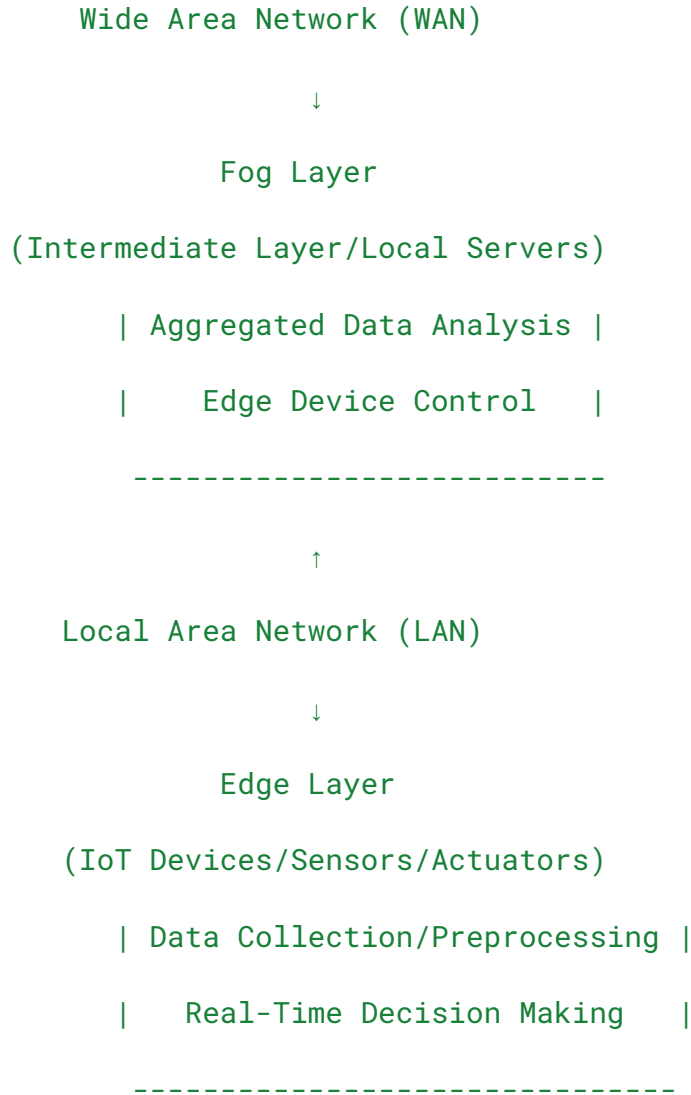 Wide Area Network (WAN)
↓
Fog Layer
(Intermediate Layer/Local Servers)
| Aggregated Data Analysis |
|    Edge Device Control   |
---------------------------
↑
Local Area Network (LAN)
↓
Edge Layer
(IoT Devices/Sensors/Actuators)
| Data Collection/Preprocessing |
|   Real-Time Decision Making   |
-------------------------------